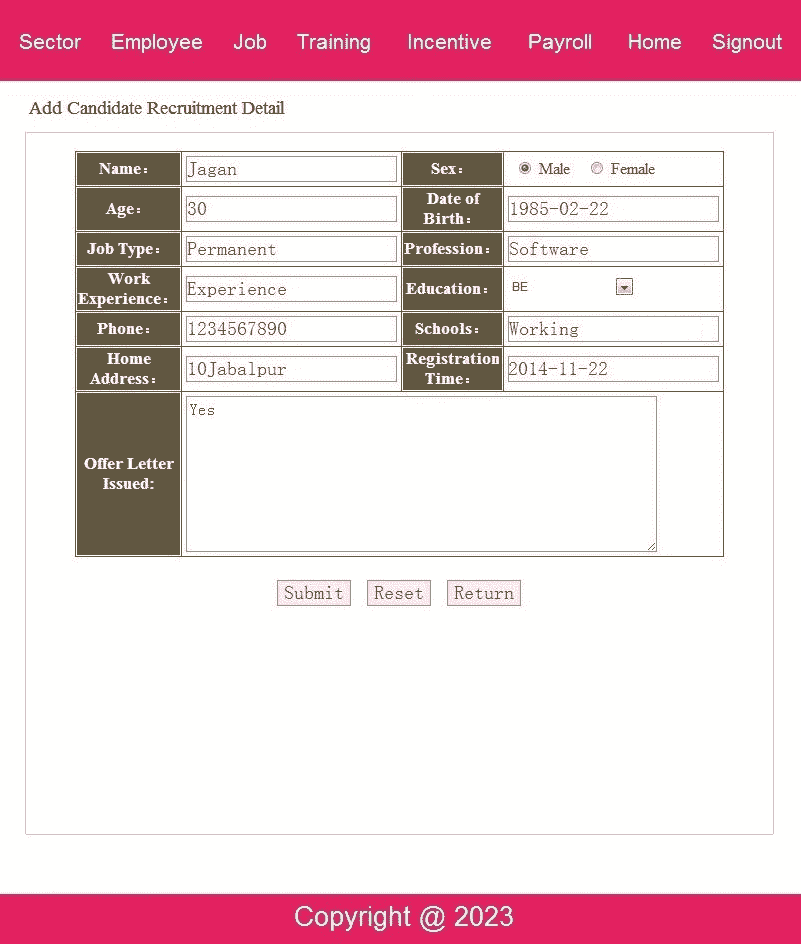 Sector Employee Job Training Incentive Payroll Home Signout
Add Candidate Recruitment Detail
Name： Jagan Sex： Male Female
Age： 30 Date of Birth： 1985-02-22
Job Type： Permanent Profession： Software
Work Experience： Experience Education： BE
Phone： 1234567890 Schools： Working
Home Address： 10Jabalpur Registration Time： 2014-11-22
Offer Letter Issued: Yes
Submit Reset Return
Copyright @ 2023